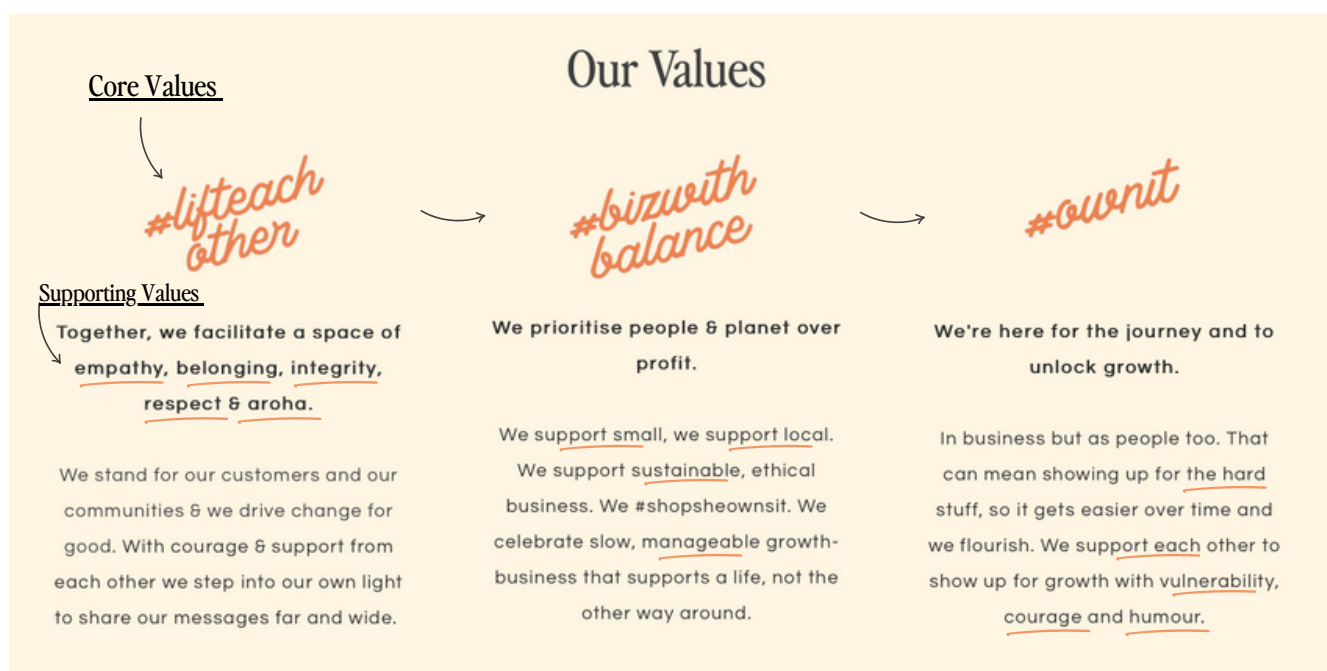 Our Values
Core Values
#lifteach
other
Supporting Values
Together, we facilitate a space of
empathy, belonging, integrity,
respect & aroha.
We stand for our customers and our
communities & we drive change for
good. With courage & support from
each other we step into our own light
to share our messages far and wide.
#bizwith
balance
We prioritise people & planet over
profit.
We support small, we support local.
We support sustainable, ethical
business. We #shopsheownsit. We
celebrate slow, manageable growth-
business that supports a life, not the
other way around.
#ownit
We're here for the journey and to
unlock growth.
In business but as people too. That
can mean showing up for the hard
stuff, so it gets easier over time and
we flourish. We support each other to
show up for growth with vulnerability,
courage and humour.